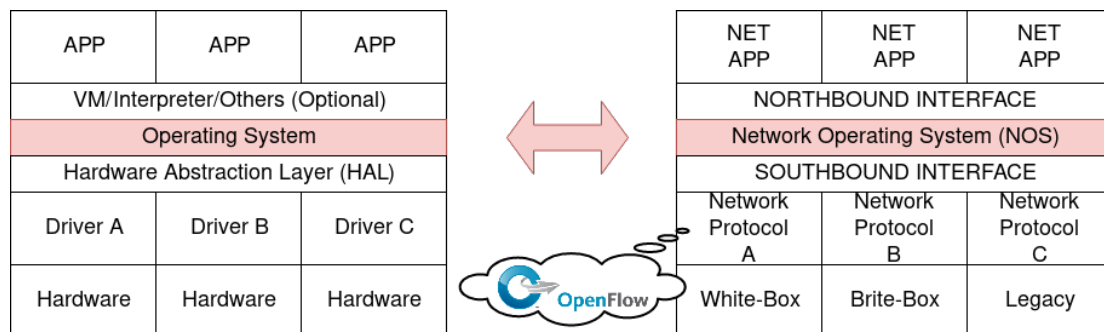 APP
APP
APP
VM/Interpreter/Others (Optional)
Operating System
Hardware Abstraction Layer (HAL)
Driver A
Driver B
Driver C
Hardware
Hardware
Hardware
OpenFlow
NET
APP
NET
APP
NET
APP
NORTHBOUND INTERFACE
Network Operating System (NOS)
SOUTHBOUND INTERFACE
Network
Protocol
A
Network
Protocol
B
Network
Protocol
C
White-Box
Brite-Box
Legacy